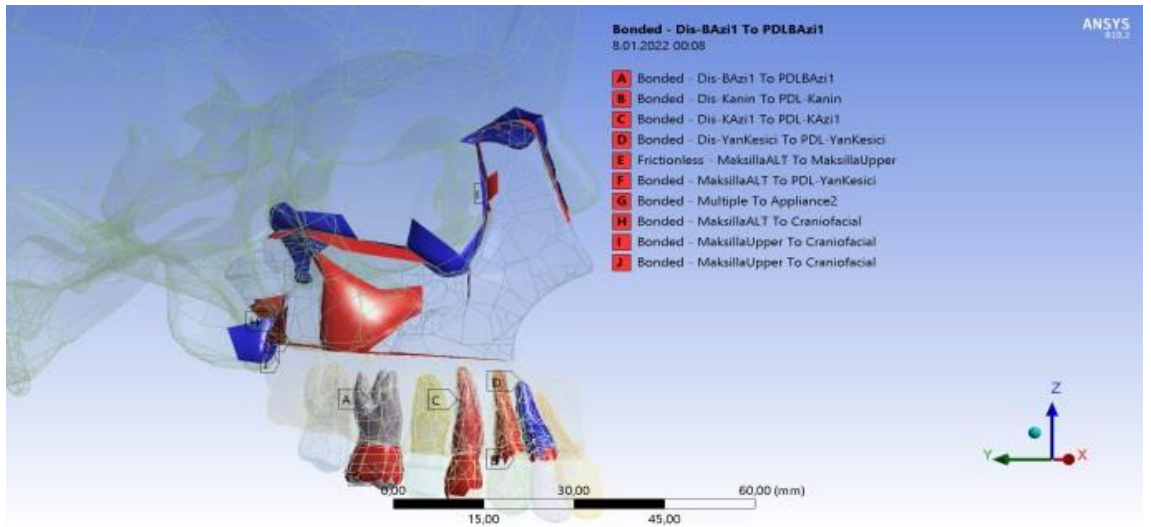 Bonded - Dis-BAzi1 To PDLBAzi1
8.01.2022 00:08
ANSYS
R19.2
A Bonded - Dis-BAzi1 To PDLBAzi1
B Bonded - Dis-Kanin To PDL-Kanin
C Bonded - Dis-KAzi1 To PDL-KAzi1
D Bonded - Dis-YanKesici To PDL-YanKesici
E Frictionless - MaksillaALT To MaksillaUpper
F Bonded - MaksillaALT To PDL-YanKesici
G Bonded - Multiple To Appliance2
H Bonded - MaksillaALT To Craniofacial
I Bonded - MaksillaUpper To Craniofacial
J Bonded - MaksillaUpper To Craniofacial
H
A
C
D
Z
Y
X
0,00 30,00 60,00 (mm)
15,00 45,00